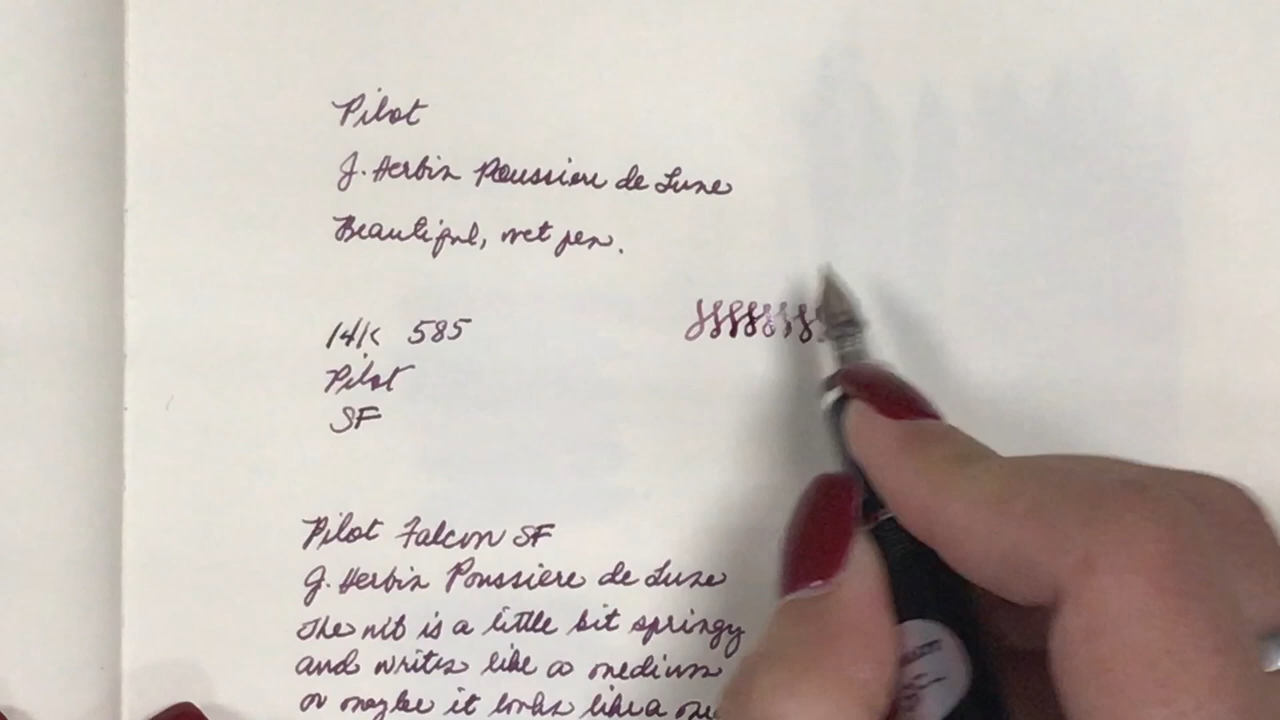 Pilot
J. Herbin Poussiere de Lune
Beautiful, wet pen.
14K 585
Pilot
SF
Pilot Falcon SF
J. Herbin Poussiere de Lune
The nib is a little bit springy
and writes like a medium
or maybe it looks like a